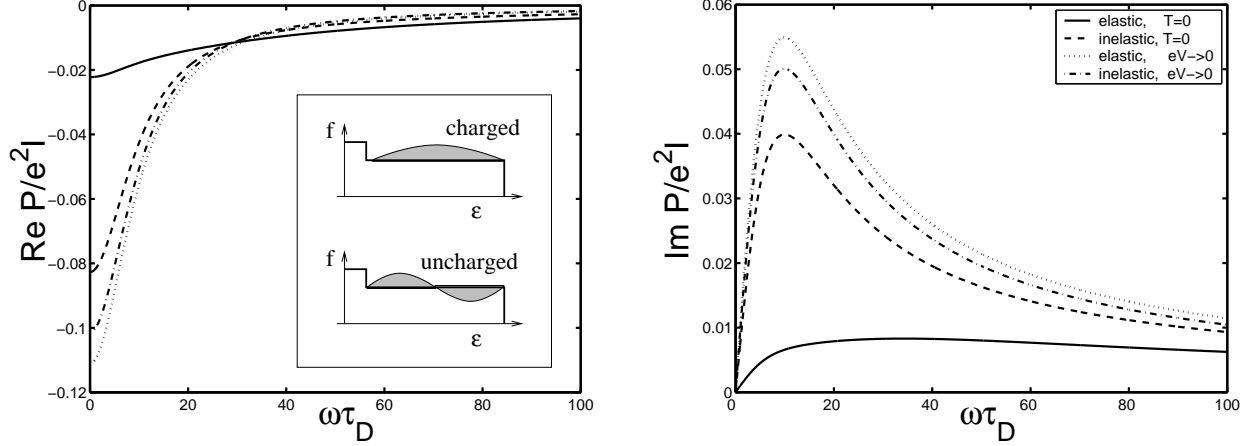 0
-0.02
-0.04
-0.06
-0.08
-0.1
-0.12
Re P/e²I
0 20 40 60 80 100
ωτ_D
f
charged
ε
f
uncharged
ε
0.06
0.05
0.04
0.03
0.02
0.01
0
Im P/e²I
0 20 40 60 80 100
ωτ_D
elastic, T=0
inelastic, T=0
elastic, eV->0
inelastic, eV->0